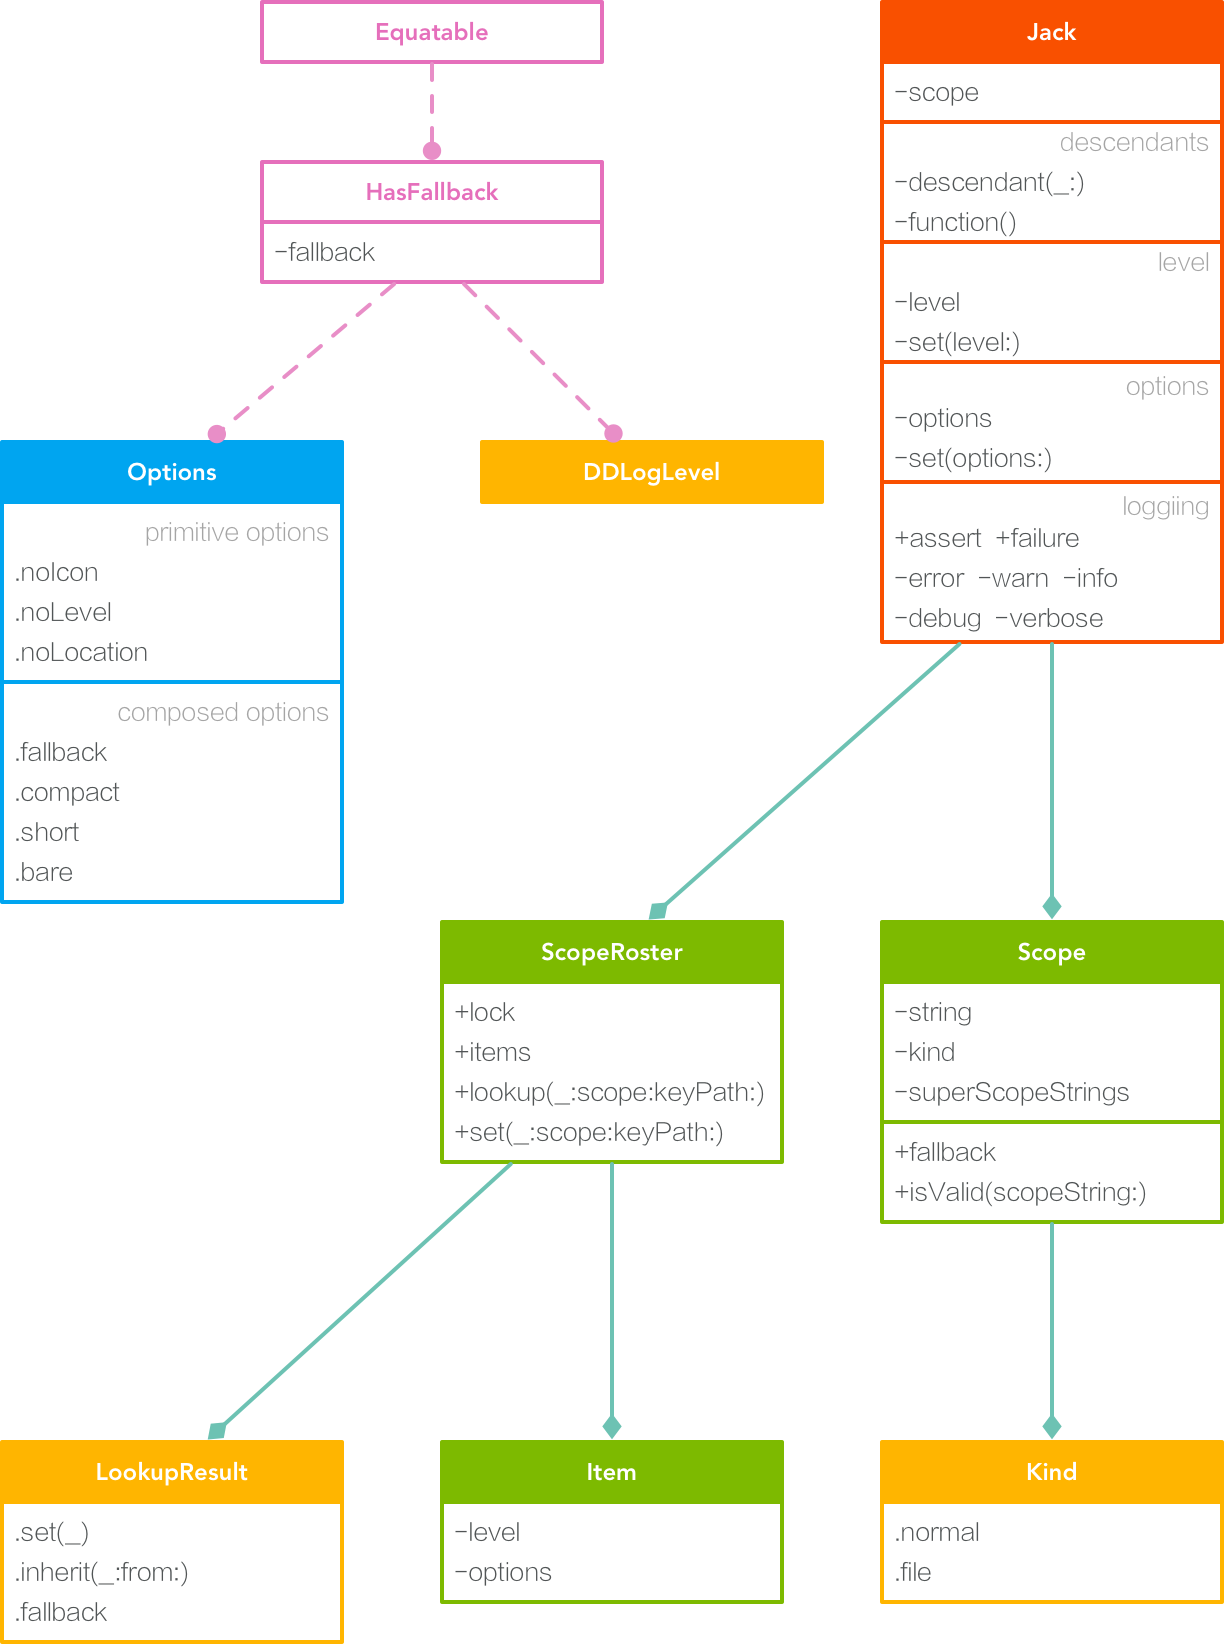 Equatable
HasFallback
-fallback
Jack
-scope
descendants
-descendant(_:)
-function()
level
-level
-set(level:)
options
-options
-set(options:)
loggiing
+assert +failure
-error -warn -info
-debug -verbose
Options
primitive options
.noIcon
.noLevel
.noLocation
composed options
.fallback
.compact
.short
.bare
DDLogLevel
ScopeRoster
+lock
+items
+lookup(_:scope:keyPath:)
+set(_:scope:keyPath:)
Scope
-string
-kind
-superScopeStrings
+fallback
+isValid(scopeString:)
LookupResult
.set(_)
.inherit(_:from:)
.fallback
Item
-level
-options
Kind
.normal
.file